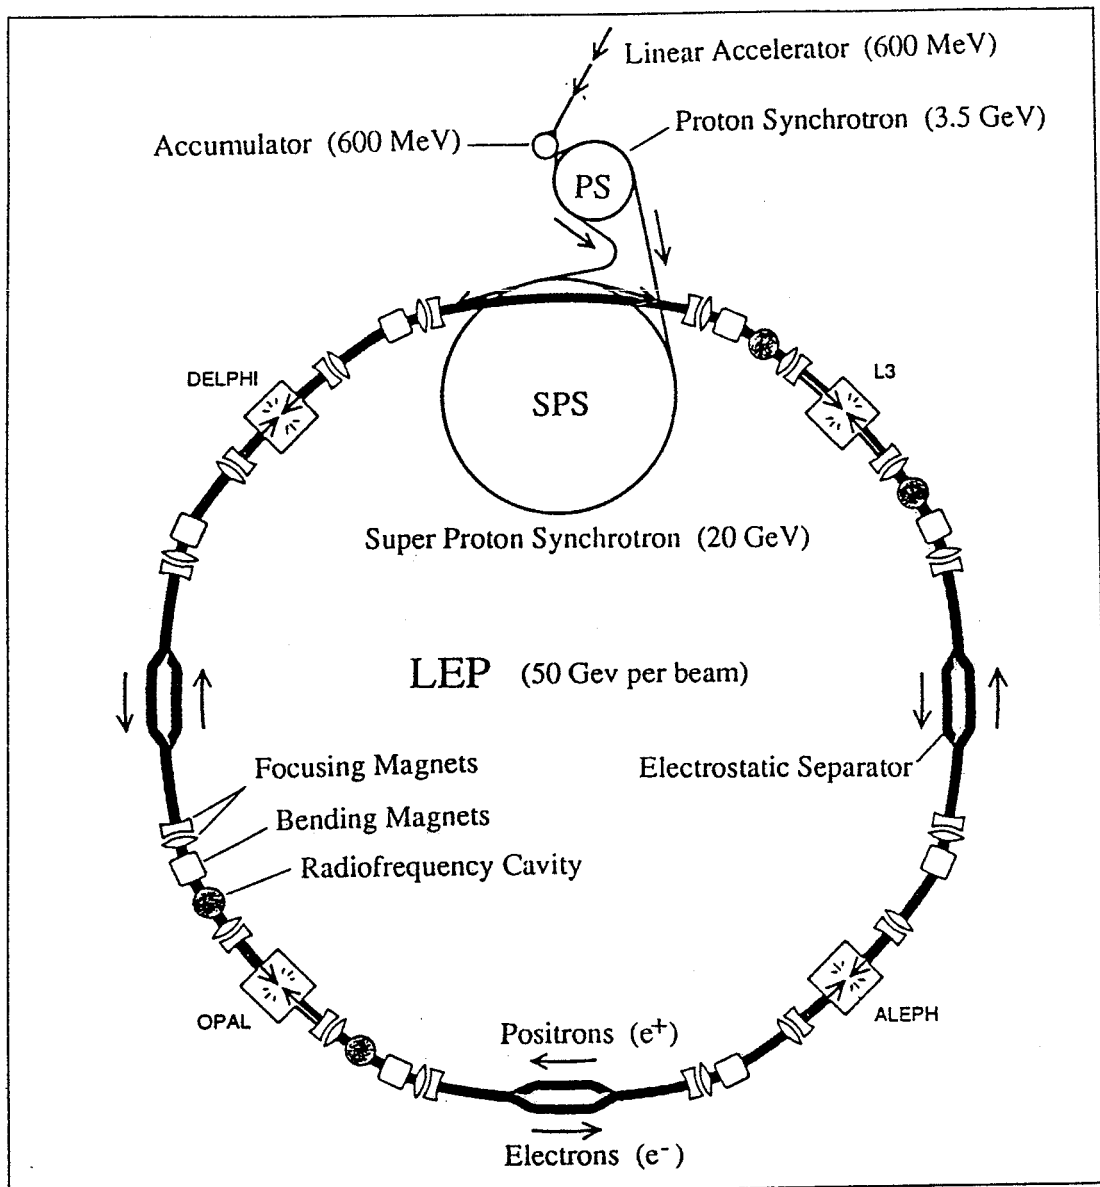 Linear Accelerator (600 MeV)
Proton Synchrotron (3.5 GeV)
Accumulator (600 MeV)
PS
DELPHI
L3
SPS
Super Proton Synchrotron (20 GeV)
LEP (50 Gev per beam)
Focusing Magnets
Electrostatic Separator
Bending Magnets
Radiofrequency Cavity
OPAL
ALEPH
Positrons (e+)
Electrons (e-)